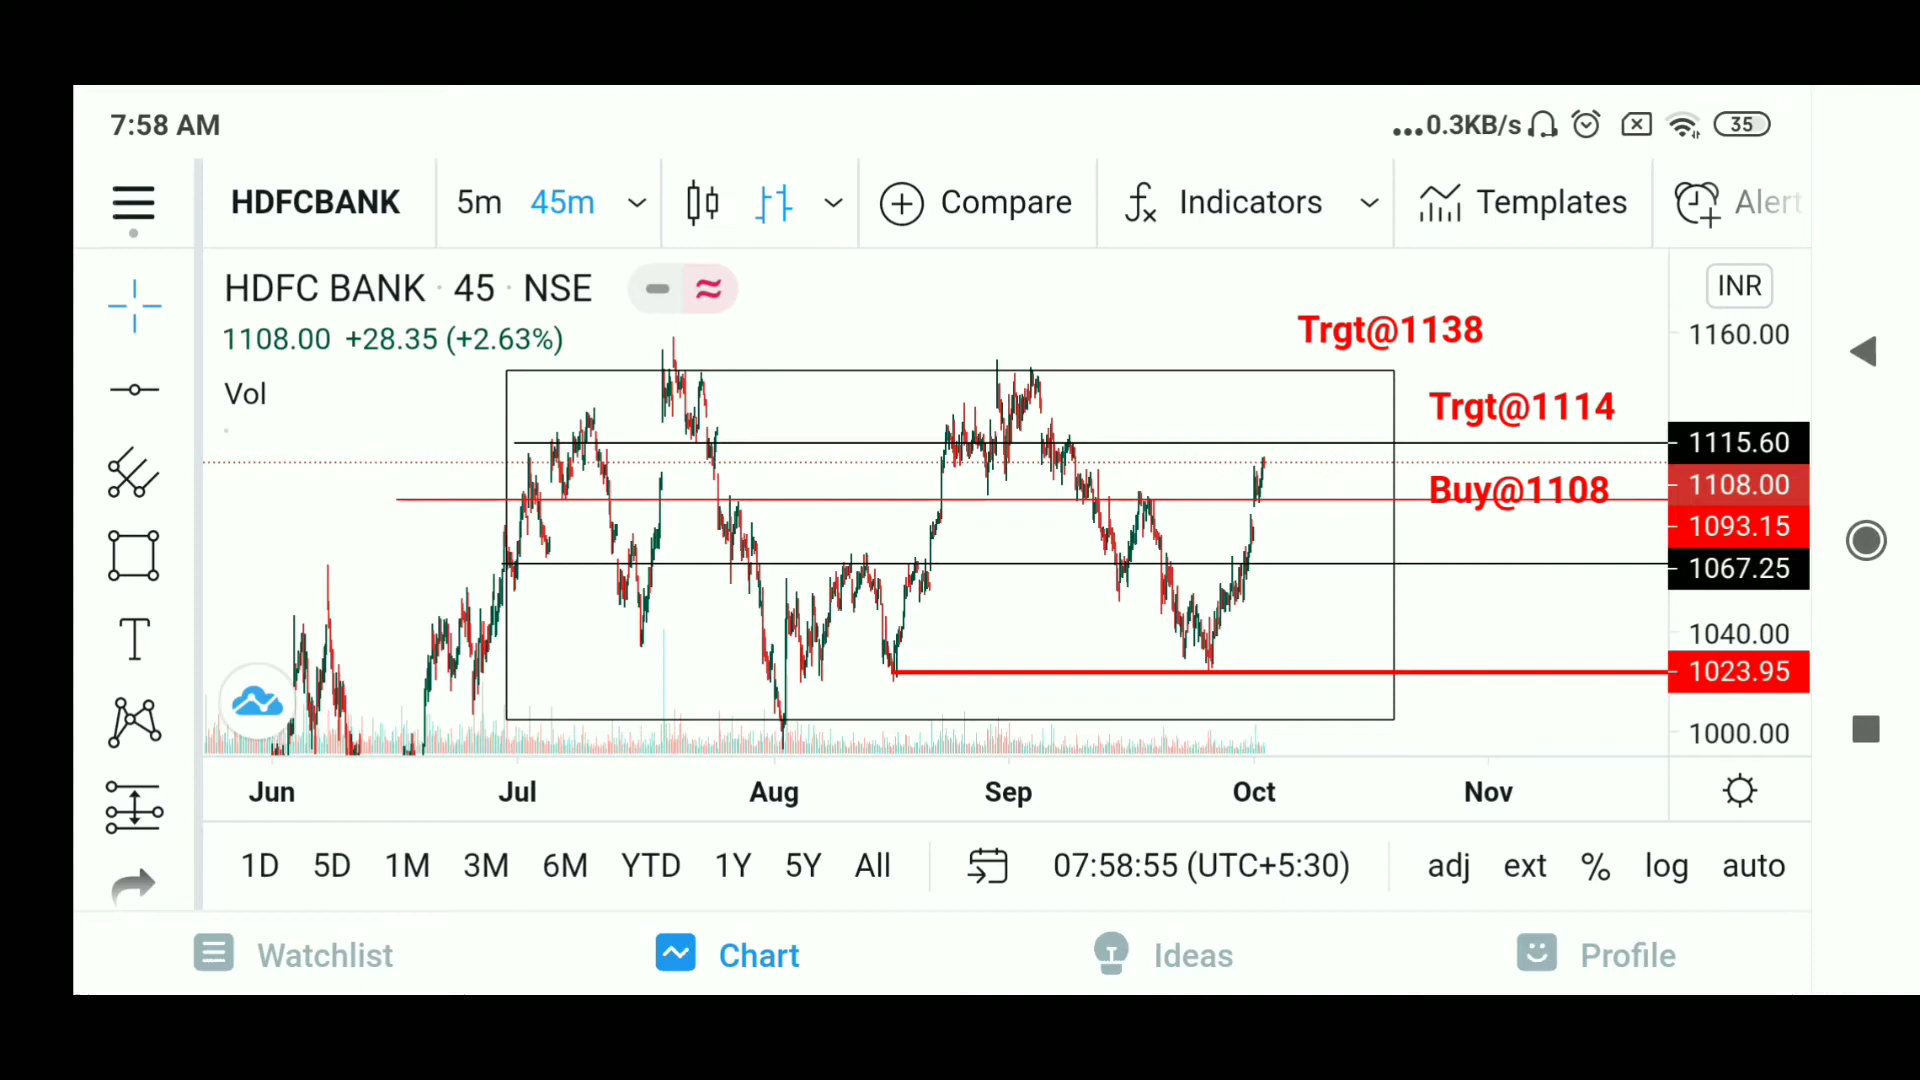 7:58 AM
...0.3KB/s 35
HDFCBANK 5m 45m Compare Indicators Templates Alert
HDFC BANK · 45 · NSE INR
1108.00 +28.35 (+2.63%)
Vol
Trgt@1138
1160.00
Trgt@1114
1115.60
Buy@1108
1108.00
1093.15
1067.25
1040.00
1023.95
1000.00
Jun Jul Aug Sep Oct Nov
1D 5D 1M 3M 6M YTD 1Y 5Y All 07:58:55 (UTC+5:30) adj ext % log auto
Watchlist Chart Ideas Profile